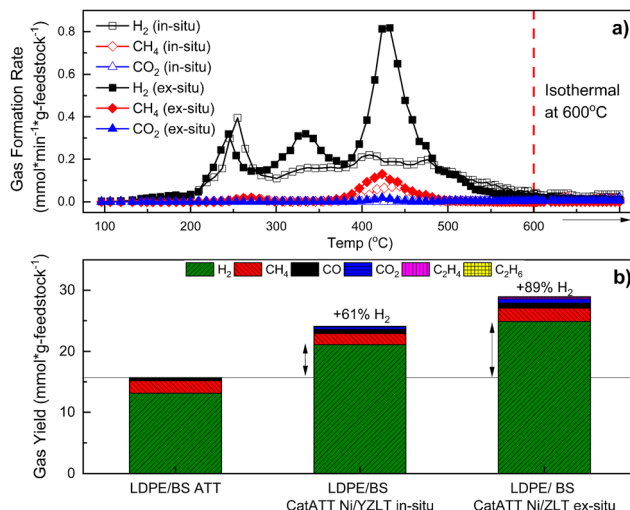 a)
H2 (in-situ)
CH4 (in-situ)
CO2 (in-situ)
H2 (ex-situ)
CH4 (ex-situ)
CO2 (ex-situ)
Isothermal
at 600°C
Gas Formation Rate
(mmol*min-1*g-feedstock-1)
0.8
0.6
0.4
0.2
0.0
100 200 300 400 500 600 700
Temp (°C)
H2 CH4 CO CO2 C2H4 C2H6
b)
+61% H2
+89% H2
Gas Yield (mmol*g-feedstock-1)
30
20
10
0
LDPE/BS ATT
LDPE/BS
CatATT Ni/YZLT in-situ
LDPE/ BS
CatATT Ni/ZLT ex-situ